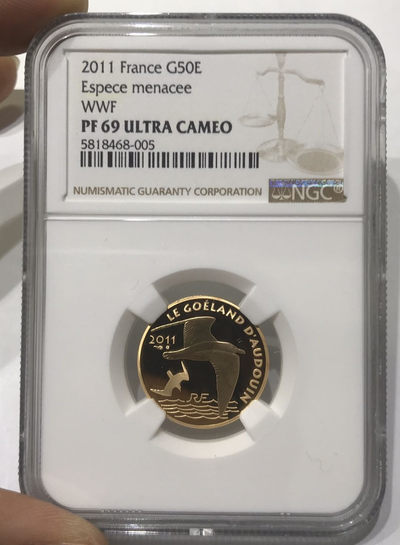 2011 France G50E
Espece menacee
WWF
PF 69 ULTRA CAMEO
5818468-005
NUMISMATIC GUARANTY CORPORATION
NGC®
LE GOÉLAND D'AUDOUIN
2011
RF